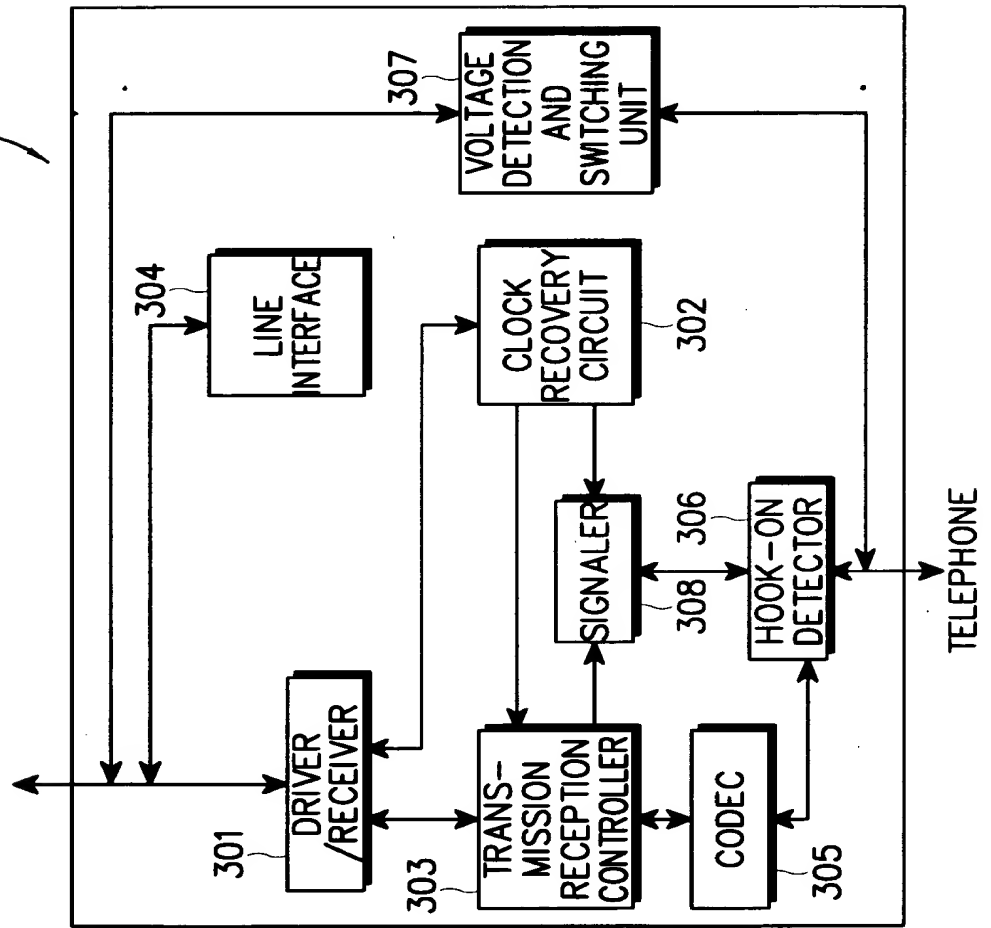 307
VOLTAGE
DETECTION
AND
SWITCHING
UNIT
304
LINE
INTERFACE
CLOCK
RECOVERY
CIRCUIT
302
301
DRIVER
/RECEIVER
303
TRANS-
MISSION
RECEPTION
CONTROLLER
SIGNALER
308
306
HOOK-ON
DETECTOR
CODEC
305
TELEPHONE